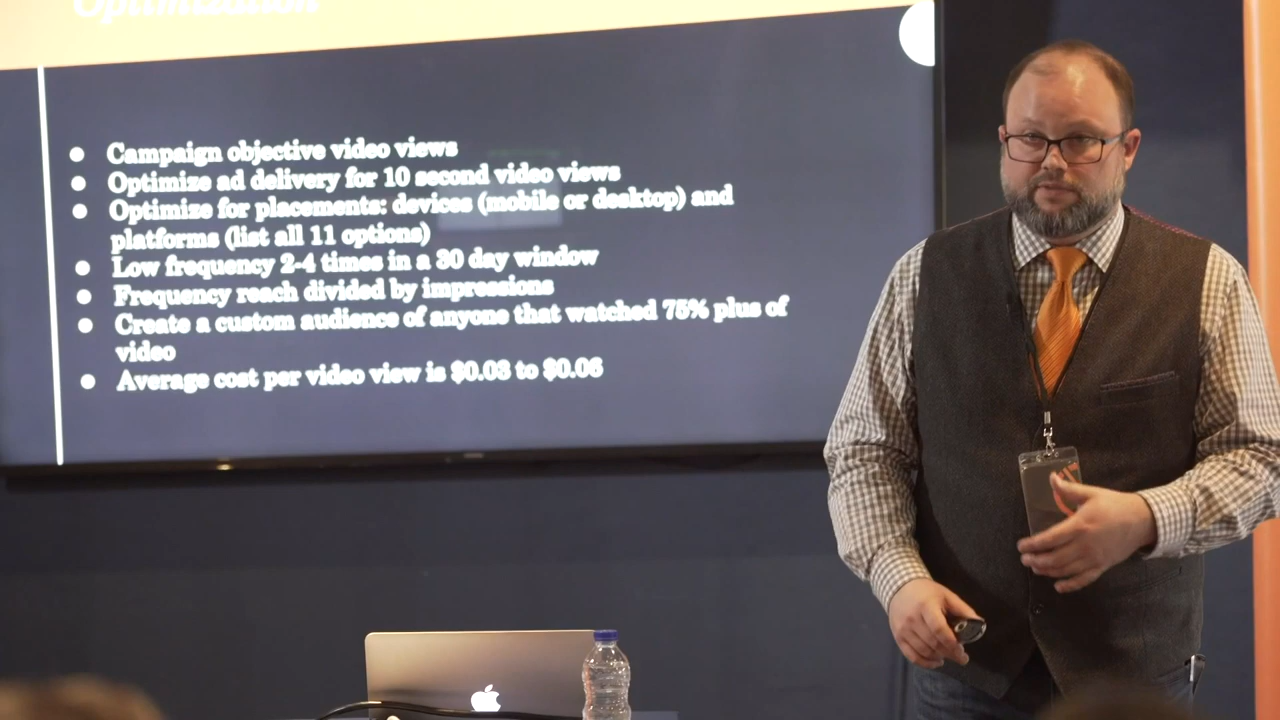 Optimization
● Campaign objective video views
● Optimize ad delivery for 10 second video views
● Optimize for placements: devices (mobile or desktop) and
platforms (list all 11 options)
● Low frequency 2-4 times in a 30 day window
● Frequency reach divided by impressions
● Create a custom audience of anyone that watched 75% plus of
video
● Average cost per video view is $0.03 to $0.06